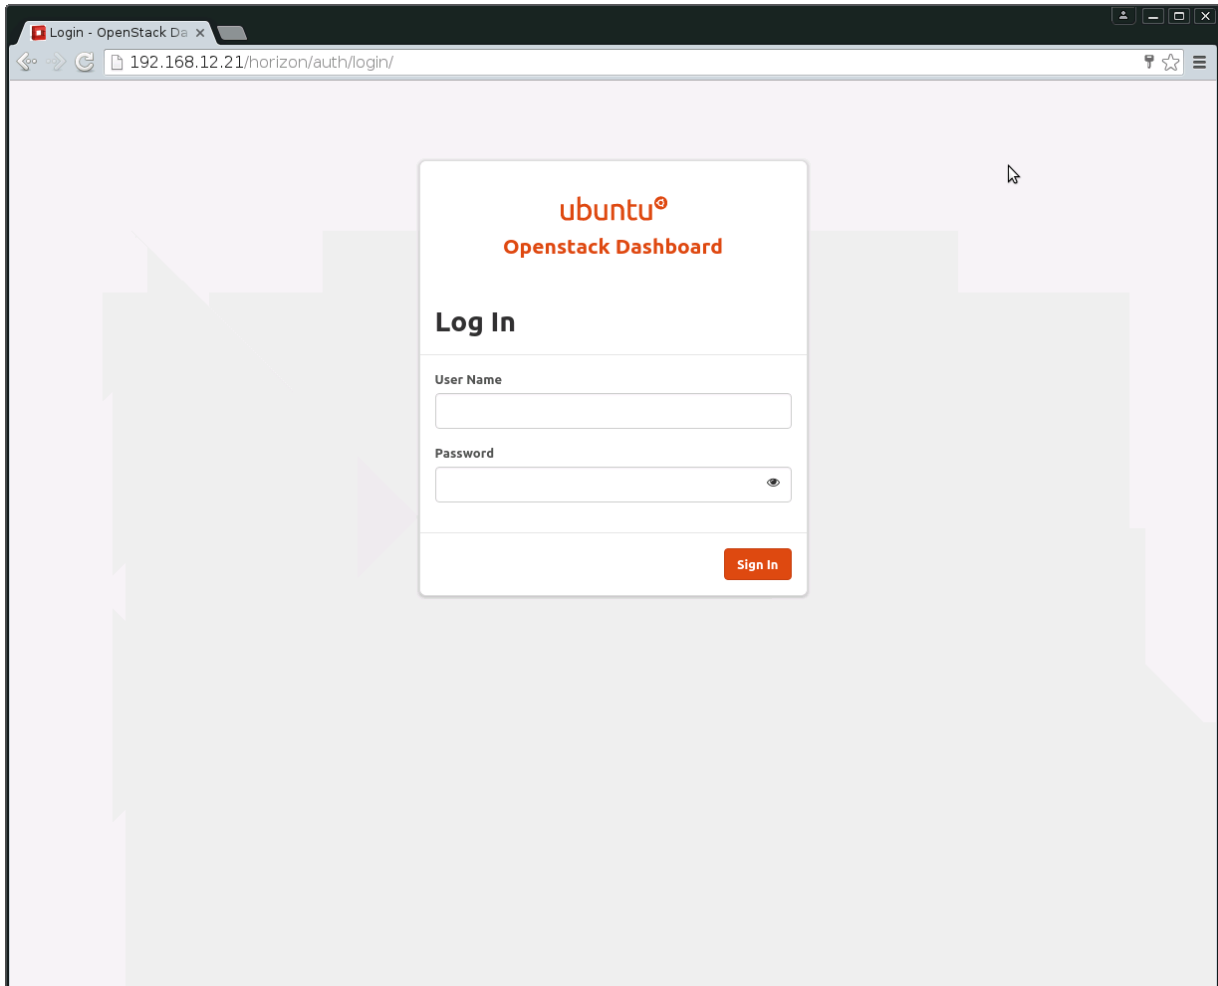 Login - OpenStack Da
192.168.12.21/horizon/auth/login/
ubuntu
Openstack Dashboard
Log In
User Name
Password
Sign In